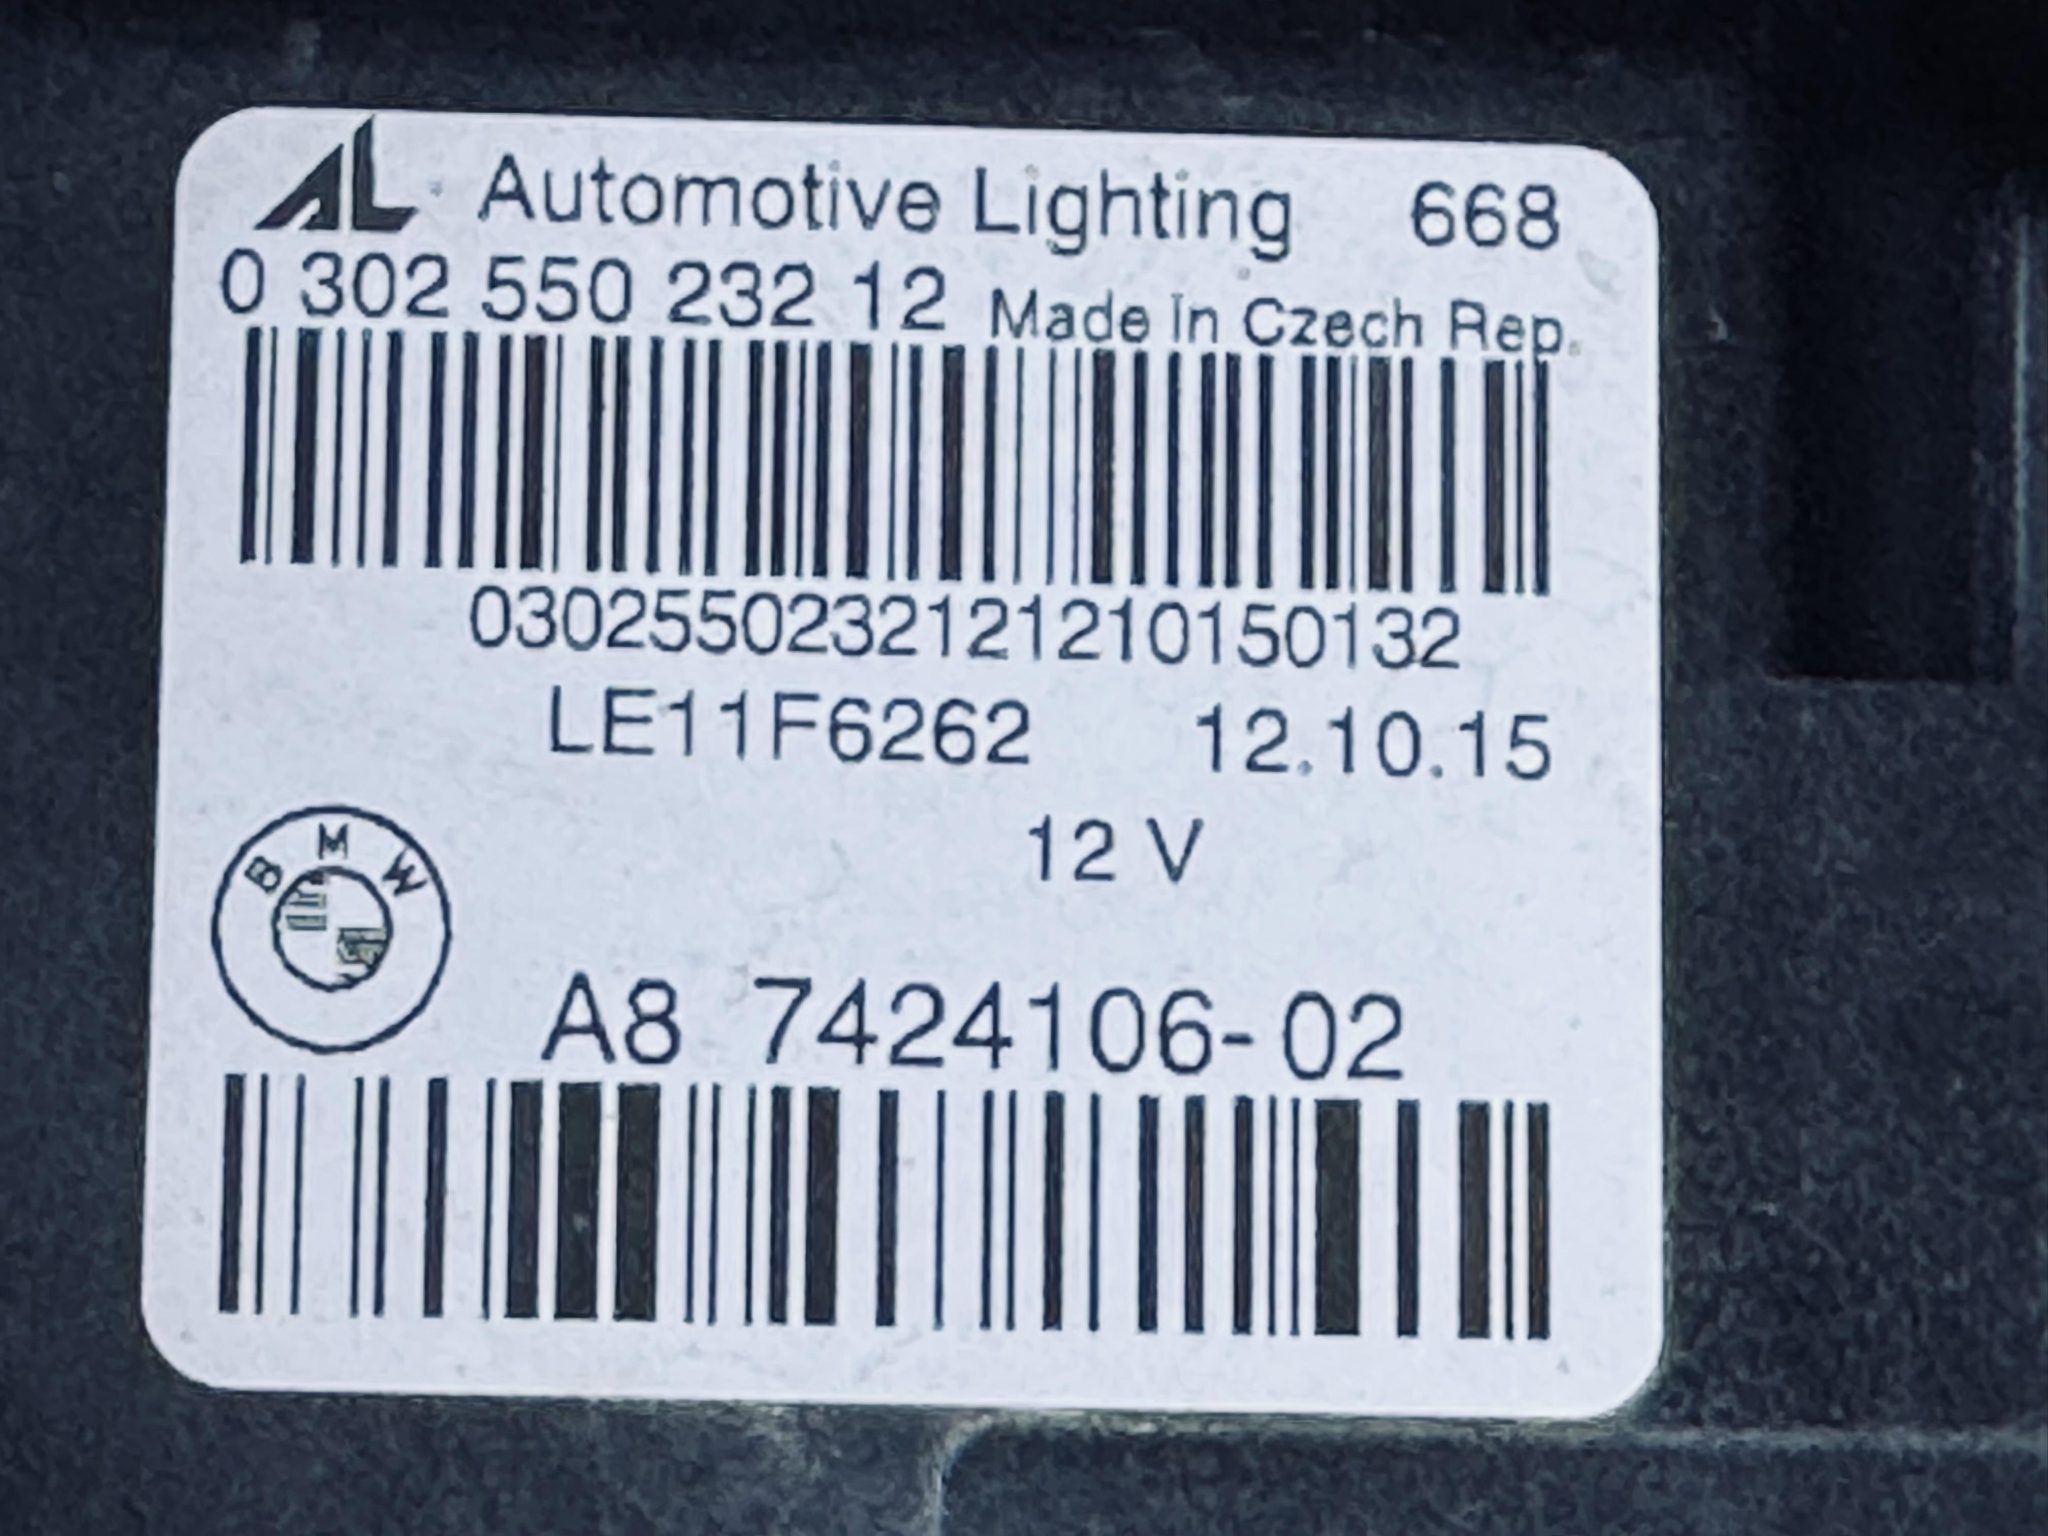 AL Automotive Lighting 668
0 302 550 232 12 Made in Czech Rep.
0302550232121210150132
LE11F6262 12.10.15
12 V
BMW
A8 7424106-02